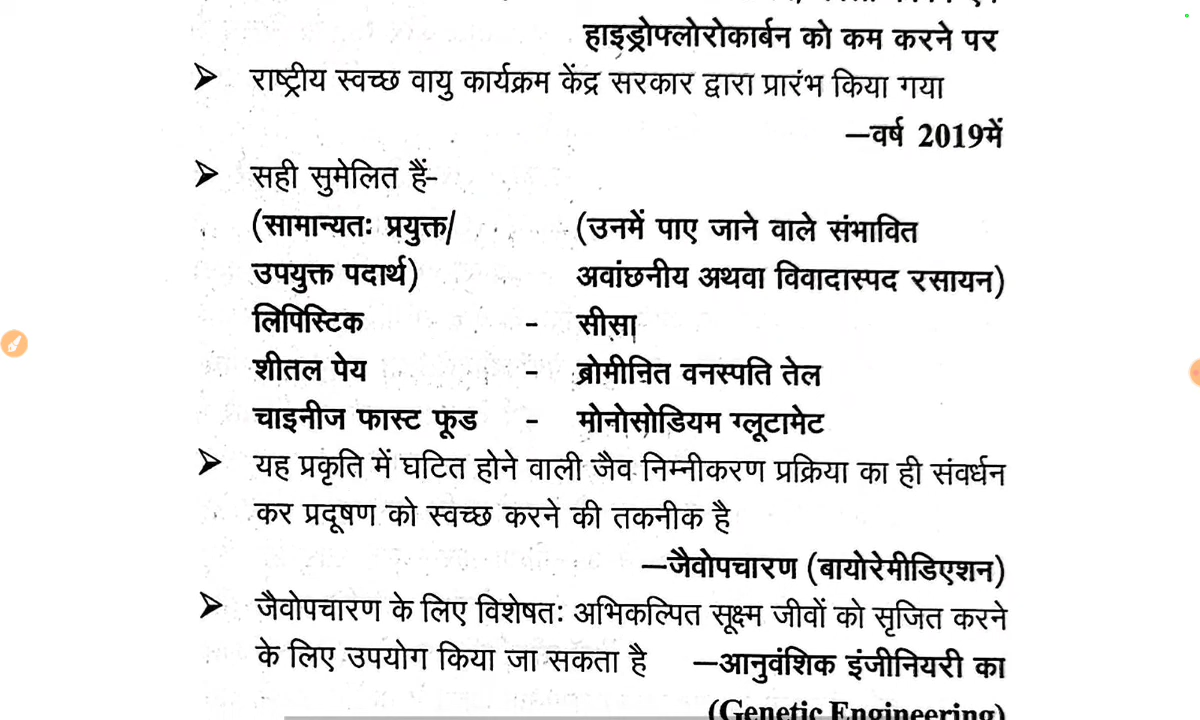 हाइड्रोफ्लोरोकार्बन को कम करने पर
➤ राष्ट्रीय स्वच्छ वायु कार्यक्रम केंद्र सरकार द्वारा प्रारंभ किया गया
—वर्ष 2019में
➤ सही सुमेलित हैं-
(सामान्यतः प्रयुक्त/ (उनमें पाए जाने वाले संभावित
उपयुक्त पदार्थ) अवांछनीय अथवा विवादास्पद रसायन)
लिपिस्टिक - सीसा
शीतल पेय - ब्रोमीनित वनस्पति तेल
चाइनीज फास्ट फूड - मोनोसोडियम ग्लूटामेट
➤ यह प्रकृति में घटित होने वाली जैव निम्नीकरण प्रक्रिया का ही संवर्धन
कर प्रदूषण को स्वच्छ करने की तकनीक है
—जैवोपचारण (बायोरेमीडिएशन)
➤ जैवोपचारण के लिए विशेषतः अभिकल्पित सूक्ष्म जीवों को सृजित करने
के लिए उपयोग किया जा सकता है —आनुवंशिक इंजीनियरी का
(Genetic Engineering)